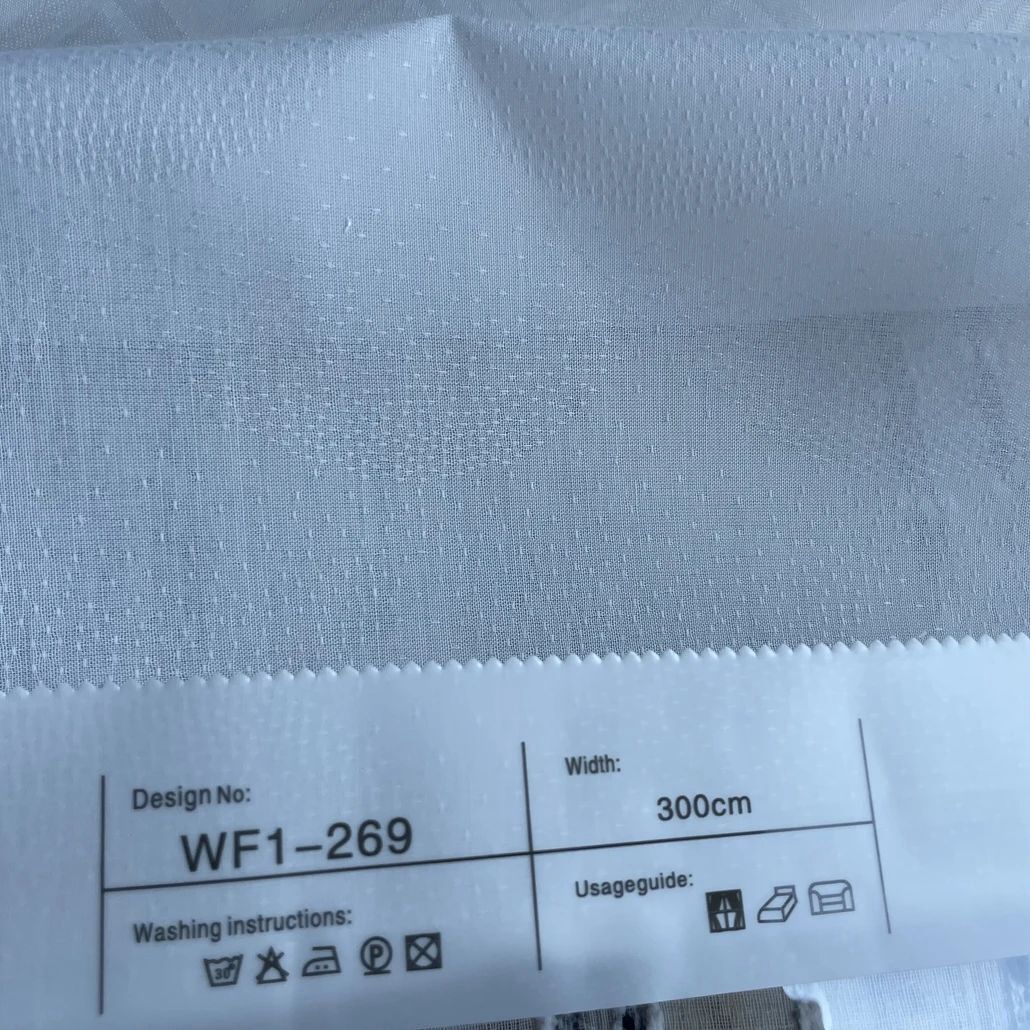 Design No:
WF1-269
Width:
300cm
Washing instructions:
30°
P
Usageguide: